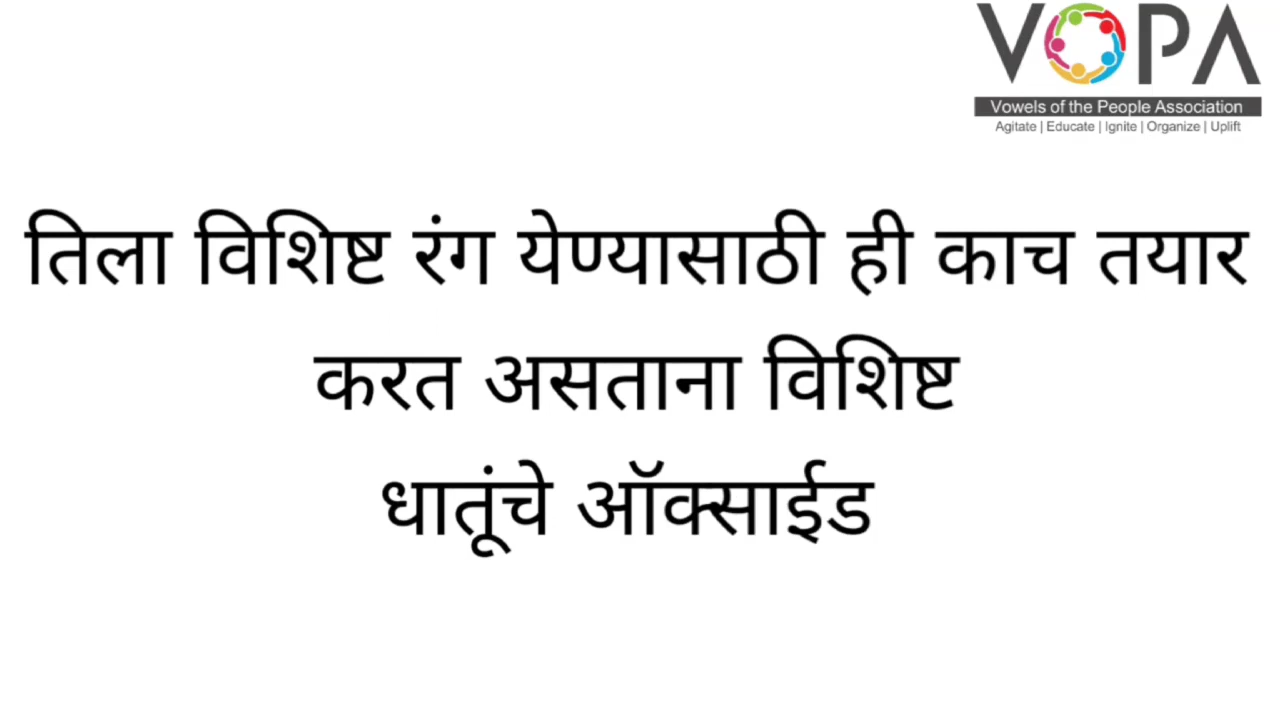 VOPA
Vowels of the People Association
Agitate | Educate | Ignite | Organize | Uplift
तिला विशिष्ट रंग येण्यासाठी ही काच तयार
करत असताना विशिष्ट
धातूंचे ऑक्साईड